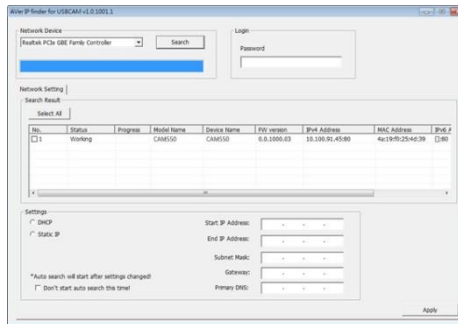 AVer IP finder for USBCAM v1.0.1001.1
Network Device
Realtek PCIe GBE Family Controller
Search
Login
Password
Network Setting
Search Result
Select All
No. Status Progress Model Name Device Name FW version IPv4 Address MAC Address IPv6 A
1 Working CAM550 CAM550 0.0.1000.03 10.100.91.45:80 4a:19:f0:25:4d:39 []:80
Settings
DHCP
Static IP
Start IP Address:
End IP Address:
Subnet Mask:
Gateway:
Primary DNS:
*Auto search will start after settings changed!
Don't start auto search this time!
Apply